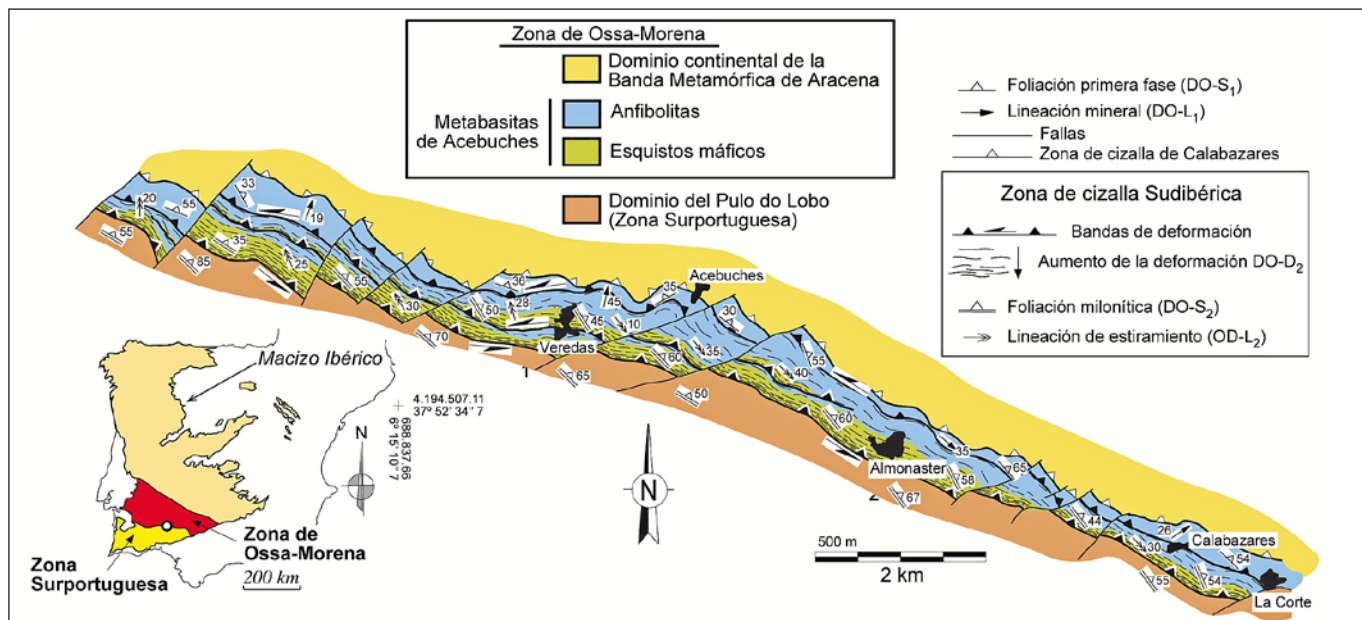 Zona de Ossa-Morena
Dominio continental de la
Banda Metamórfica de Aracena
Metabasitas
de Acebuches
Anfibolitas
Esquistos máficos
Dominio del Pulo do Lobo
(Zona Surportuguesa)
Foliación primera fase (DO-S1)
Lineación mineral (DO-L1)
Fallas
Zona de cizalla de Calabazares
Zona de cizalla Sudibérica
Bandas de deformación
Aumento de la deformación DO-D2
Foliación milonítica (DO-S2)
Lineación de estiramiento (OD-L2)
20
55
33
19
55
85
35
25
55
30
70
36
28
50
45
45
10
35
Acebuches
30
Veredas
1
65
60
35
50
55
40
60
Almonaster
2
67
58
35
65
44
26
Calabazares
30
54
54
55
La Corte
Macizo Ibérico
4.194.507.11
37º 52' 34" 7
688.837.66
6º 15' 10" 7
N
N
500 m
2 km
Zona de
Ossa-Morena
Zona
Surportuguesa
200 km